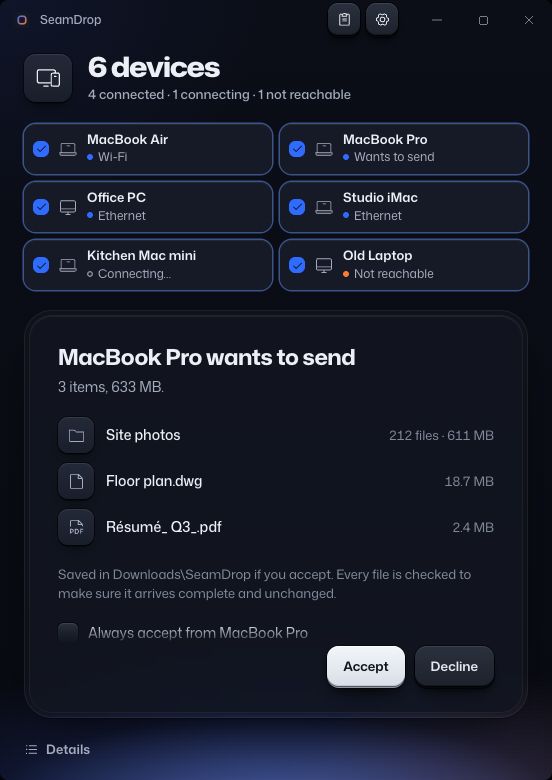 SeamDrop
6 devices
4 connected · 1 connecting · 1 not reachable
MacBook Air
Wi-Fi
MacBook Pro
Wants to send
Office PC
Ethernet
Studio iMac
Ethernet
Kitchen Mac mini
Connecting...
Old Laptop
Not reachable
MacBook Pro wants to send
3 items, 633 MB.
Site photos
212 files · 611 MB
Floor plan.dwg
18.7 MB
PDF
Résumé_ Q3_.pdf
2.4 MB
Saved in Downloads\SeamDrop if you accept. Every file is checked to
make sure it arrives complete and unchanged.
Always accept from MacBook Pro
Accept
Decline
Details